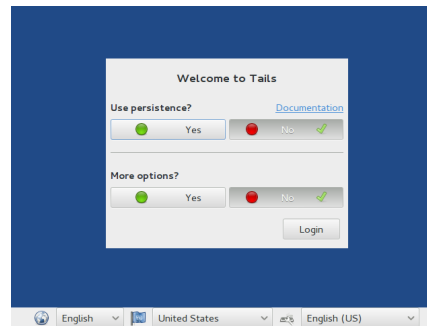 Welcome to Tails
Use persistence? Documentation
Yes No
More options?
Yes No
Login
English United States English (US)